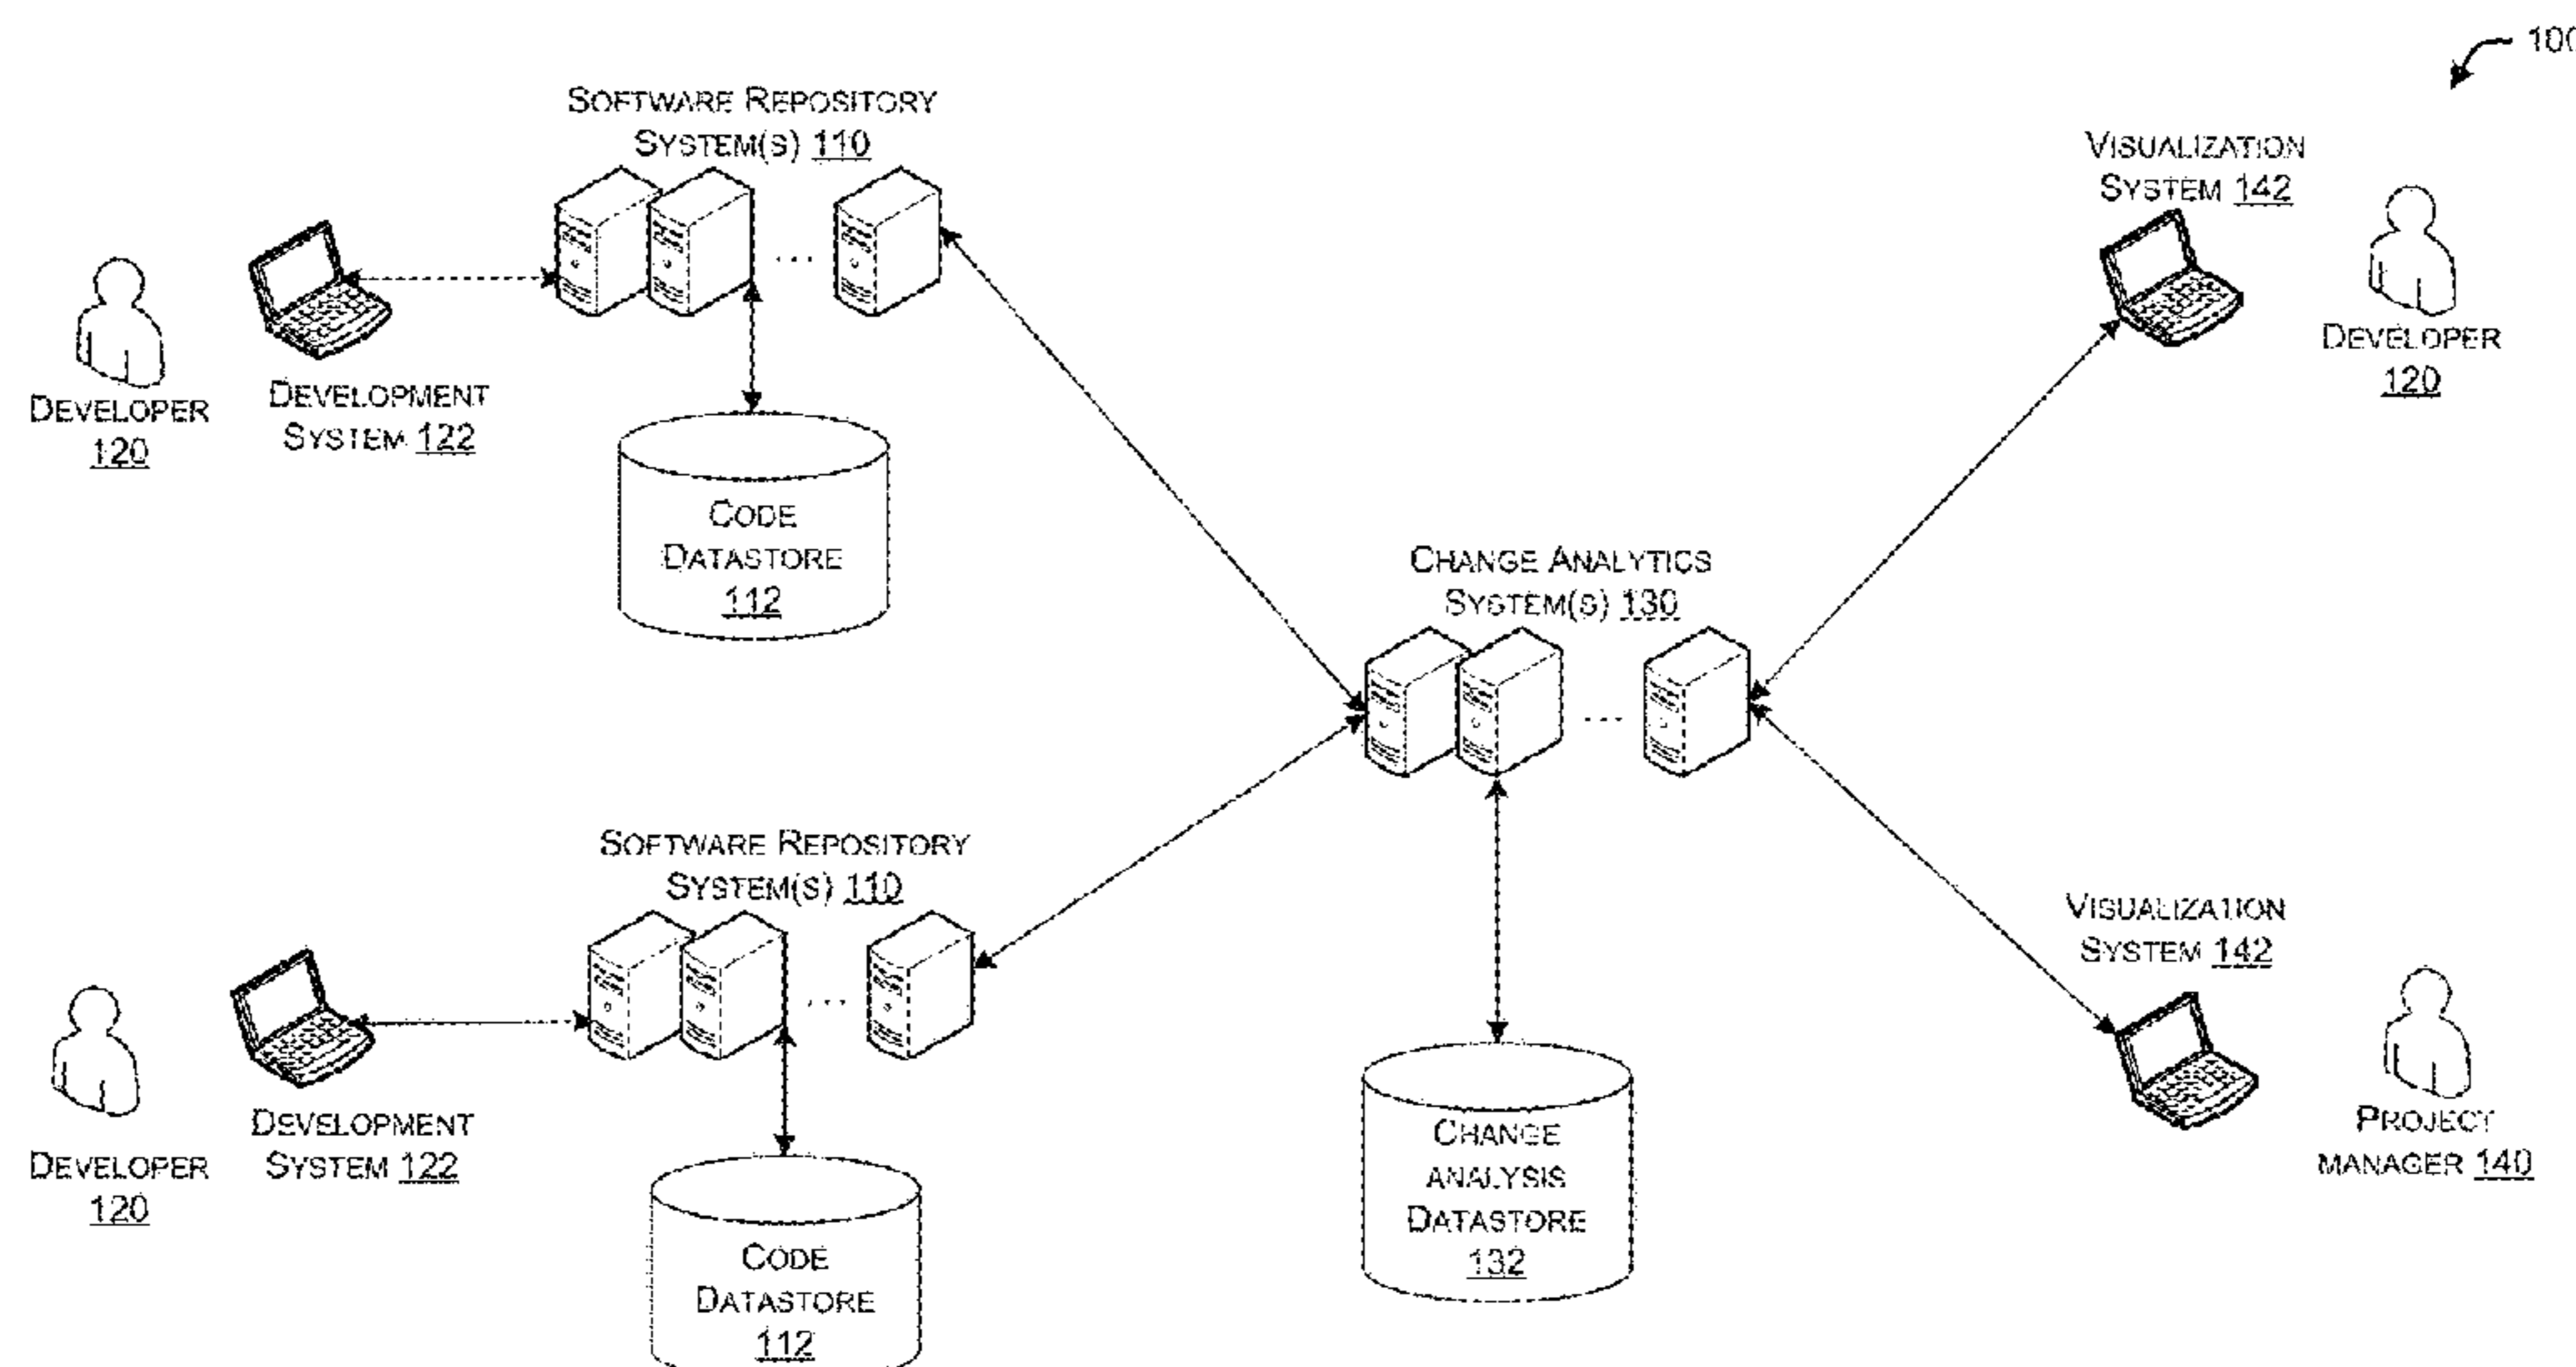 100
SOFTWARE REPOSITORY
SYSTEM(S) 110
VISUALIZATION
SYSTEM 142
DEVELOPER
120
DEVELOPMENT
SYSTEM 122
DEVELOPER
120
CODE
DATASTORE
112
CHANGE ANALYTICS
SYSTEM(S) 130
...
...
SOFTWARE REPOSITORY
SYSTEM(S) 110
VISUALIZATION
SYSTEM 142
...
DEVELOPMENT
SYSTEM 122
DEVELOPER
120
CHANGE
ANALYSIS
DATASTORE
132
PROJECT
MANAGER 140
CODE
DATASTORE
112